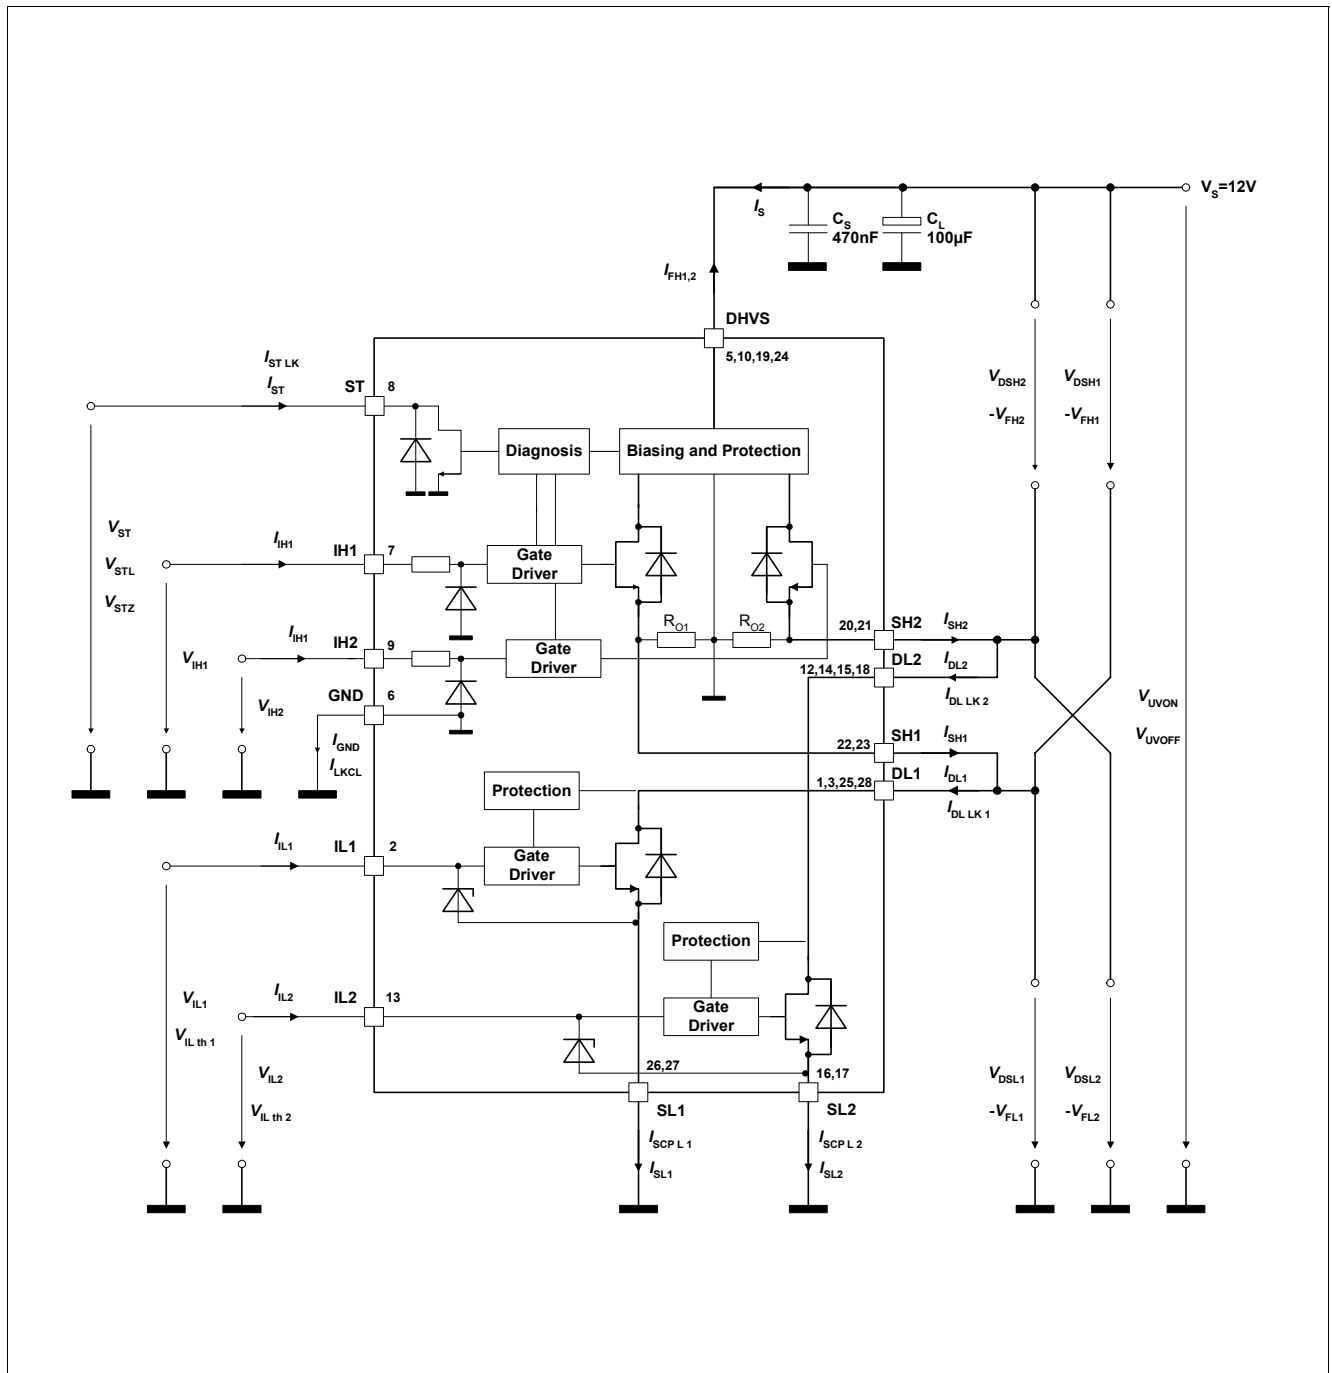 V_S=12V
I_S
C_S
470nF
C_L
100µF
I_FH1,2
DHVS
5,10,19,24
I_ST LK
I_ST
ST
8
V_DSH2
-V_FH2
V_DSH1
-V_FH1
Diagnosis
Biasing and Protection
V_ST
V_STL
V_STZ
I_IH1
IH1
7
Gate
Driver
R_O1
R_O2
20,21
SH2
I_SH2
I_IH1
IH2
9
Gate
Driver
12,14,15,18
DL2
I_DL2
I_DL LK 2
V_IH1
V_IH2
GND
6
I_GND
I_LKCL
V_UVON
V_UVOFF
22,23
SH1
I_SH1
1,3,25,28
DL1
I_DL1
I_DL LK 1
Protection
I_IL1
IL1
2
Gate
Driver
Protection
V_IL1
V_IL th 1
I_IL2
IL2
13
Gate
Driver
V_IL2
V_IL th 2
26,27
16,17
SL1
SL2
V_DSL1
-V_FL1
V_DSL2
-V_FL2
I_SCP L 1
I_SL1
I_SCP L 2
I_SL2